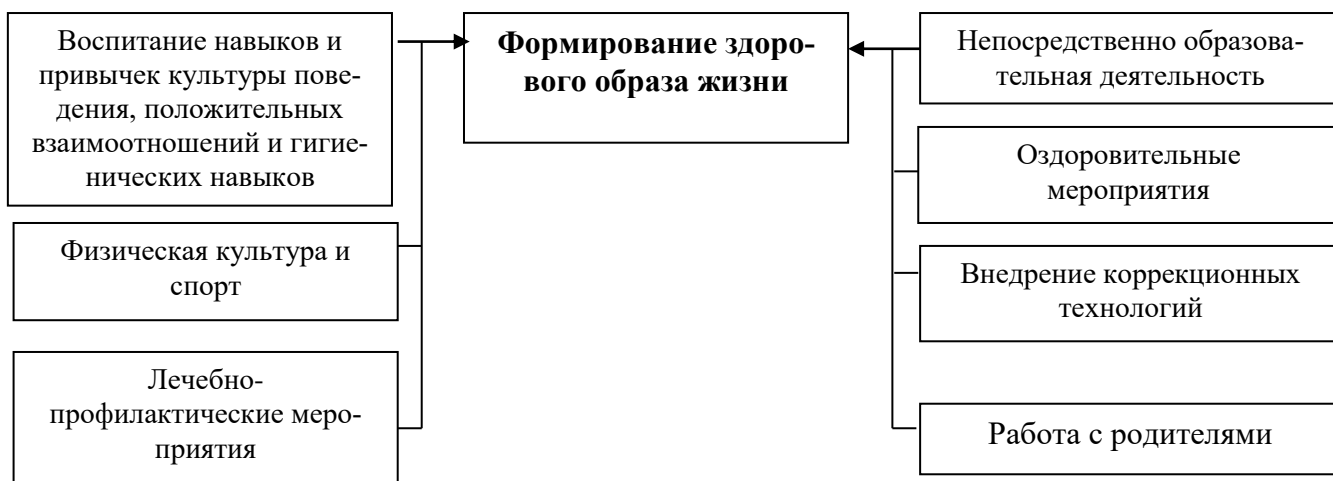 Воспитание навыков и
привычек культуры пове-
дения, положительных
взаимоотношений и гигие-
нических навыков
Физическая культура и
спорт
Лечебно-
профилактические меро-
приятия
Формирование здоро-
вого образа жизни
Непосредственно образова-
тельная деятельность
Оздоровительные
мероприятия
Внедрение коррекционных
технологий
Работа с родителями